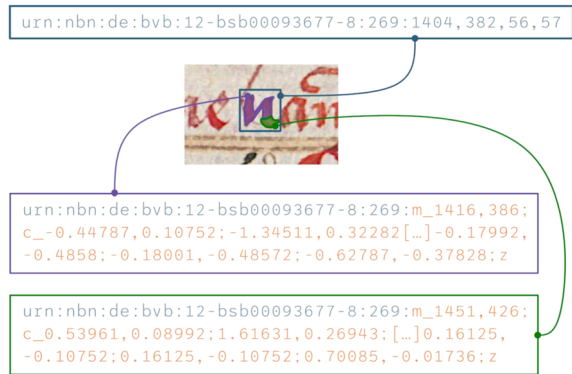 urn:nbn:de:bvb:12-bsb00093677-8:269:1404,382,56,57
urn:nbn:de:bvb:12-bsb00093677-8:269:m_1416,386;
c_-0.44787,0.10752;-1.34511,0.32282[…]-0.17992,
-0.4858;-0.18001,-0.48572;-0.62787,-0.37828;z
urn:nbn:de:bvb:12-bsb00093677-8:269:m_1451,426;
c_0.53961,0.08992;1.61631,0.26943;[…]0.16125,
-0.10752;0.16125,-0.10752;0.70085,-0.01736;z